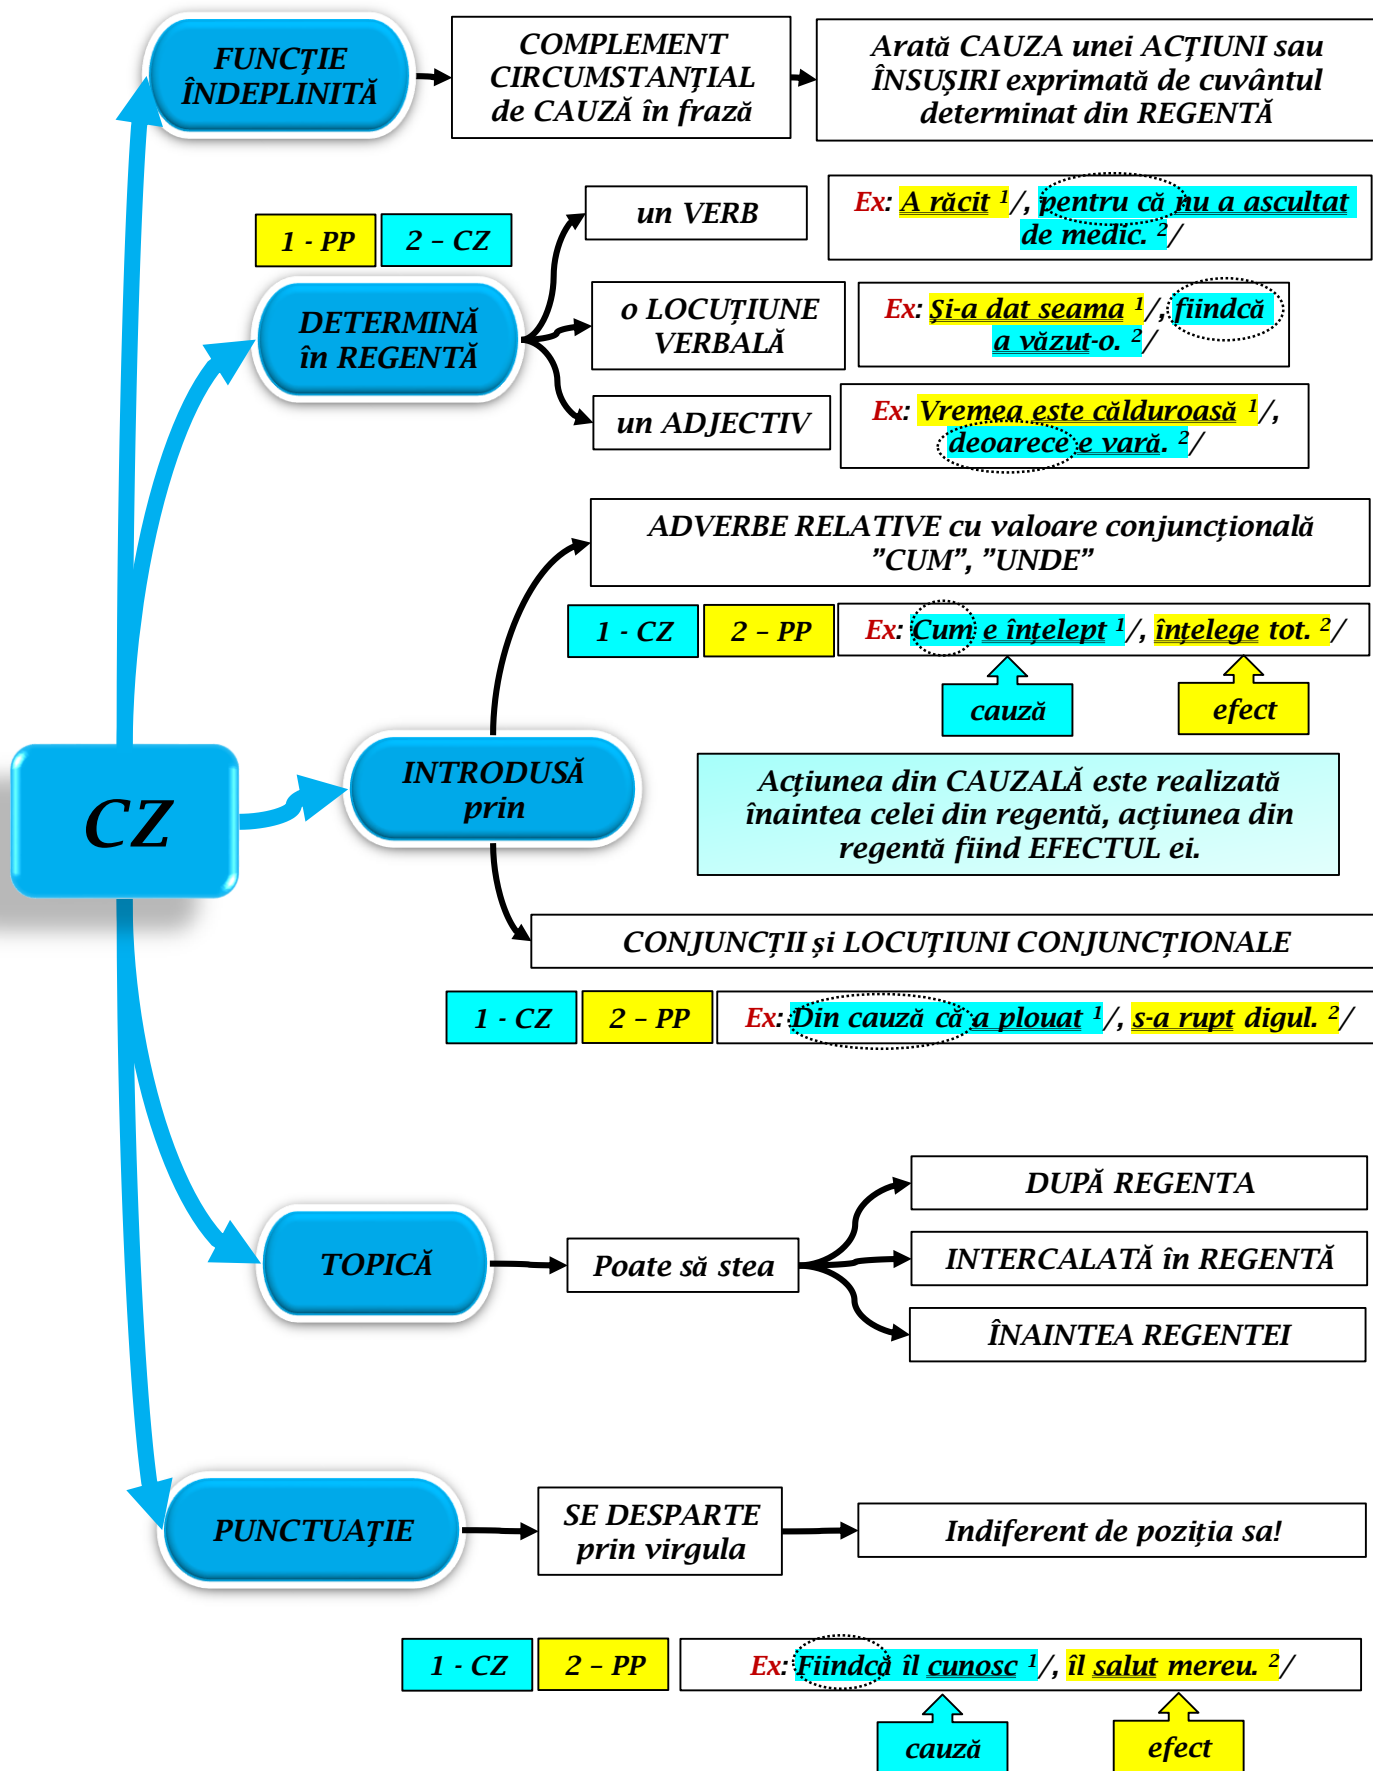 FUNCȚIE
ÎNDEPLINITĂ
COMPLEMENT
CIRCUMSTANȚIAL
de CAUZĂ în frază
Arată CAUZA unei ACȚIUNI sau
ÎNSUȘIRI exprimată de cuvântul
determinat din REGENTĂ
1 - PP
2 – CZ
DETERMINĂ
în REGENTĂ
un VERB
Ex: A răcit ¹/, pentru că nu a ascultat
de medic. ²/
o LOCUȚIUNE
VERBALĂ
Ex: Și-a dat seama ¹/, fiindcă
a văzut-o. ²/
un ADJECTIV
Ex: Vremea este călduroasă ¹/,
deoarece e vară. ²/
ADVERBE RELATIVE cu valoare conjuncțională
”CUM”, ”UNDE”
1 - CZ
2 – PP
Ex: Cum e înțelept ¹/, înțelege tot. ²/
cauză
efect
CZ
INTRODUSĂ
prin
Acțiunea din CAUZALĂ este realizată
înaintea celei din regentă, acțiunea din
regentă fiind EFECTUL ei.
CONJUNCȚII și LOCUȚIUNI CONJUNCȚIONALE
1 - CZ
2 – PP
Ex: Din cauză că a plouat ¹/, s-a rupt digul. ²/
TOPICĂ
Poate să stea
DUPĂ REGENTA
INTERCALATĂ în REGENTĂ
ÎNAINTEA REGENTEI
PUNCTUAȚIE
SE DESPARTE
prin virgula
Indiferent de poziția sa!
1 - CZ
2 – PP
Ex: Fiindcă îl cunosc ¹/, îl salut mereu. ²/
cauză
efect